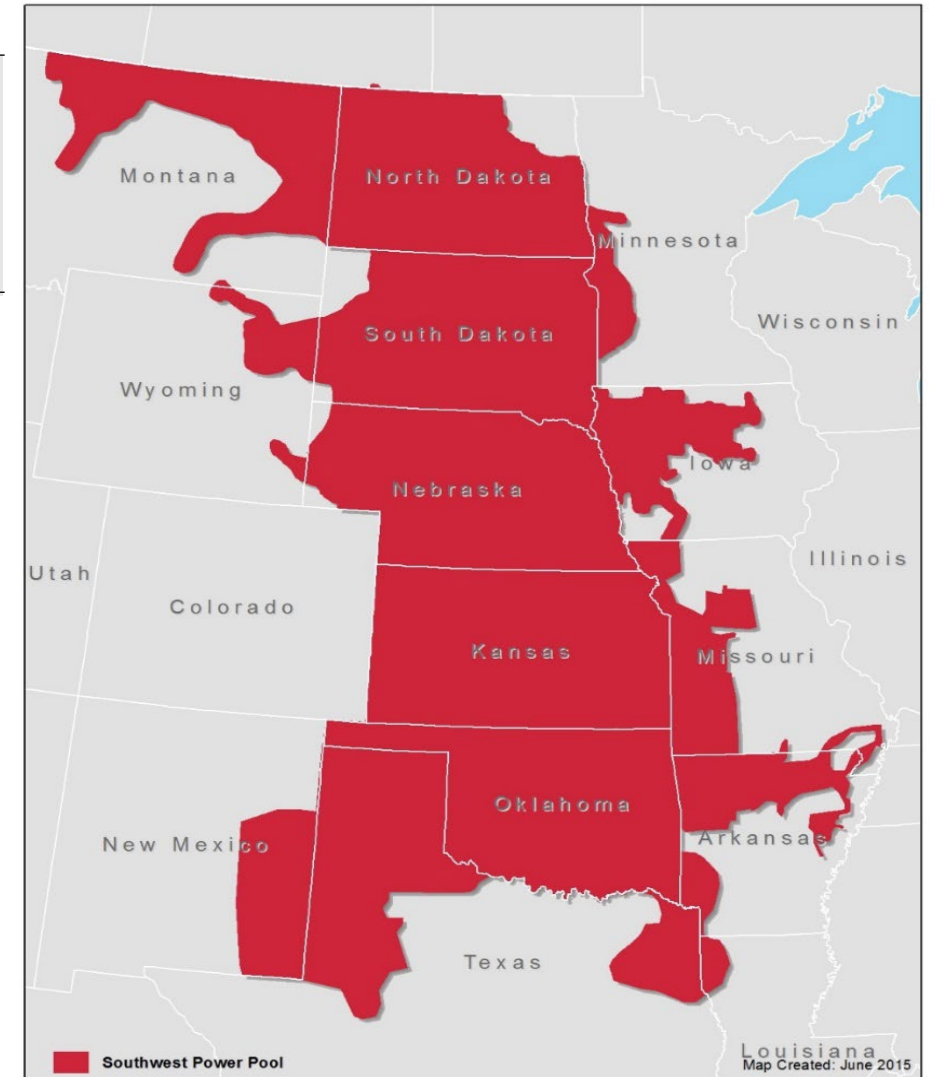 Montana
North Dakota
Minnesota
South Dakota
Wisconsin
Wyoming
Iowa
Nebraska
Illinois
Utah
Colorado
Kansas
Missouri
Oklahoma
New Mexico
Arkansas
Texas
Louisiana
Southwest Power Pool
Map Created: June 2015